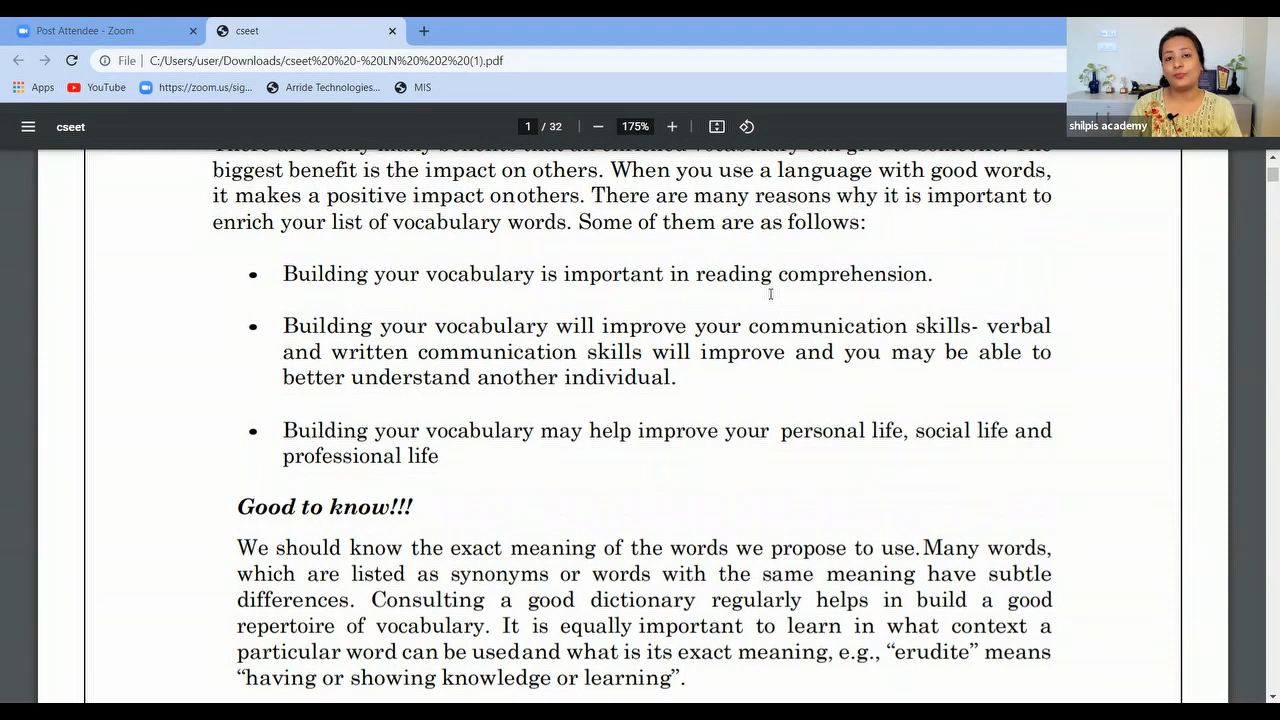 Post Attendee - Zoom
cseet
File
C:/Users/user/Downloads/cseet%20%20-%20LN%20%202%20(1).pdf
Apps
YouTube
https://zoom.us/sig...
Arride Technologies...
MIS
cseet
1 / 32
175%
shilpis academy
biggest benefit is the impact on others. When you use a language with good words,
it makes a positive impact onothers. There are many reasons why it is important to
enrich your list of vocabulary words. Some of them are as follows:
• Building your vocabulary is important in reading comprehension.
• Building your vocabulary will improve your communication skills- verbal
and written communication skills will improve and you may be able to
better understand another individual.
• Building your vocabulary may help improve your personal life, social life and
professional life
Good to know!!!
We should know the exact meaning of the words we propose to use.Many words,
which are listed as synonyms or words with the same meaning have subtle
differences. Consulting a good dictionary regularly helps in build a good
repertoire of vocabulary. It is equally important to learn in what context a
particular word can be usedand what is its exact meaning, e.g., “erudite” means
“having or showing knowledge or learning”.